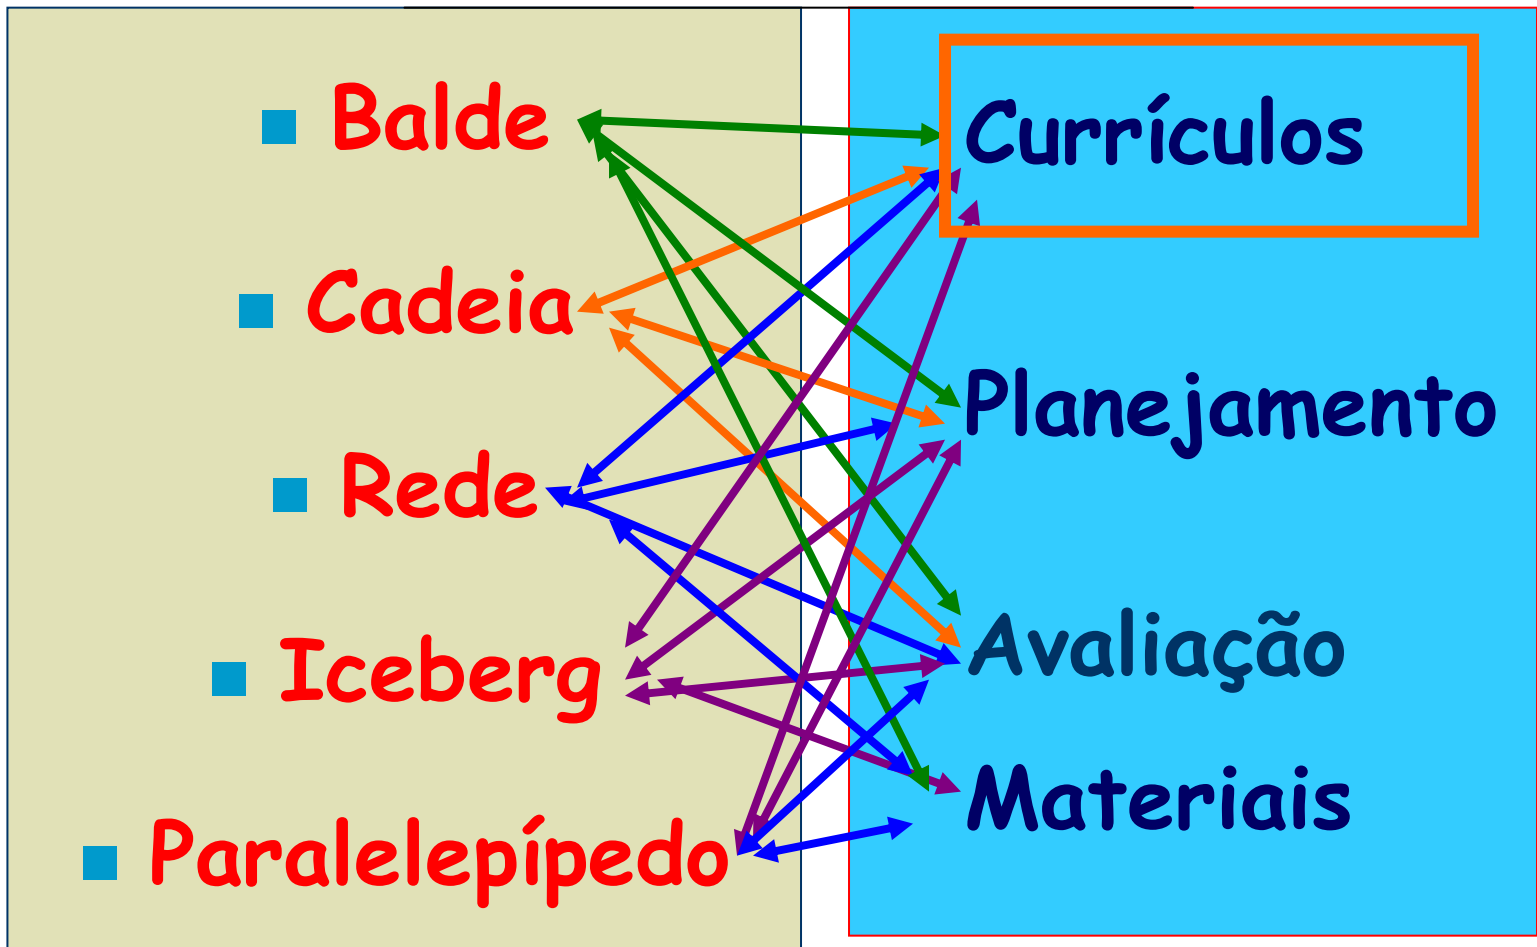 Balde
Cadeia
Rede
Iceberg
Paralelepípedo
Currículos
Planejamento
Avaliação
Materiais